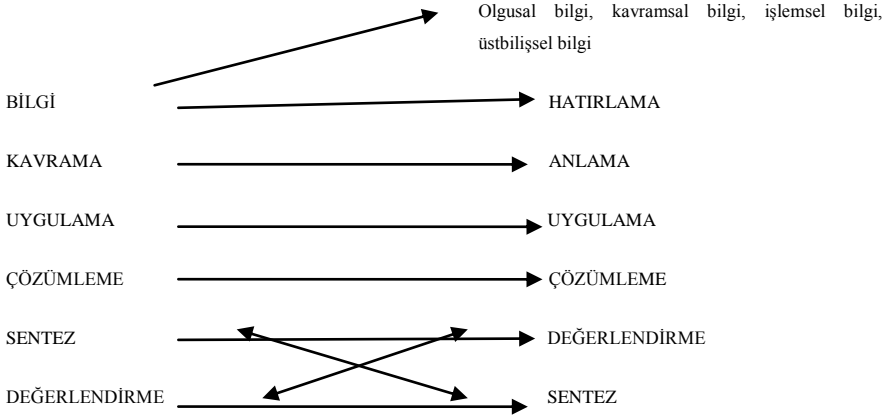 Olgusal bilgi, kavramsal bilgi, işlemsel bilgi,
üstbilişsel bilgi
BİLGİ HATIRLAMA
KAVRAMA ANLAMA
UYGULAMA UYGULAMA
ÇÖZÜMLEME ÇÖZÜMLEME
SENTEZ DEĞERLENDİRME
DEĞERLENDİRME SENTEZ